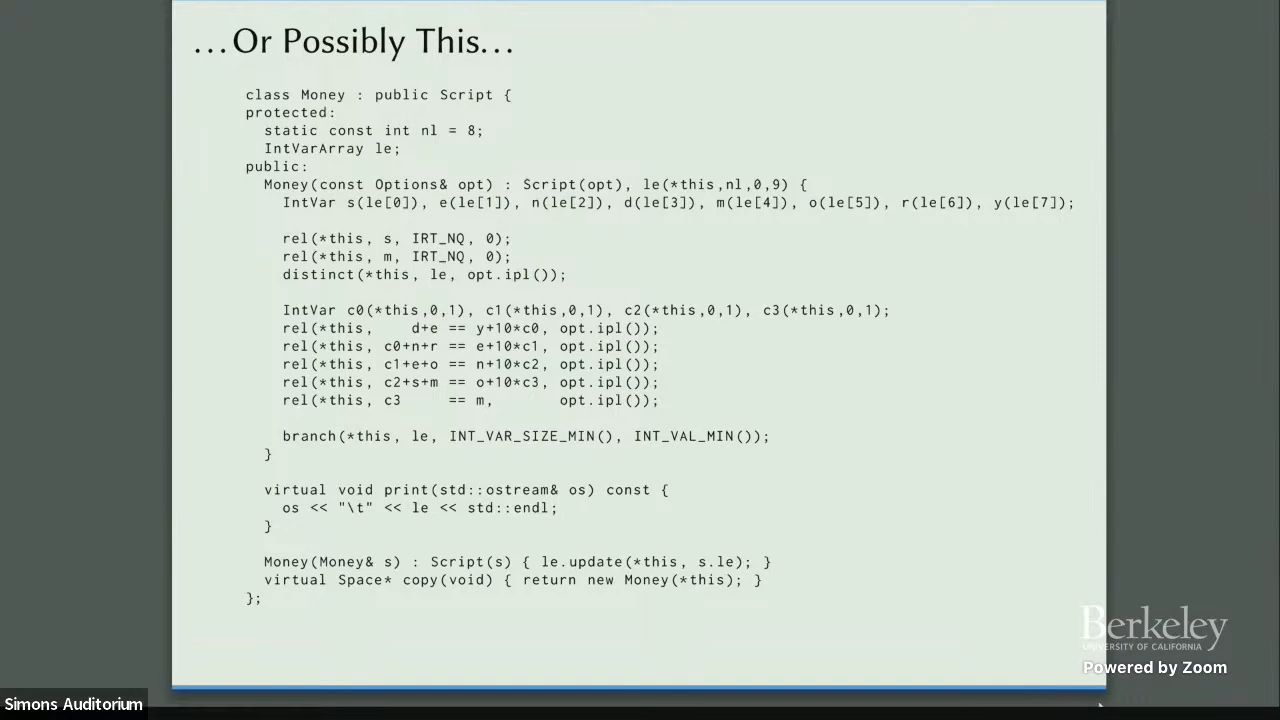 ...Or Possibly This...
class Money : public Script {
protected:
  static const int nl = 8;
  IntVarArray le;
public:
  Money(const Options& opt) : Script(opt), le(*this,nl,0,9) {
    IntVar s(le[0]), e(le[1]), n(le[2]), d(le[3]), m(le[4]), o(le[5]), r(le[6]), y(le[7]);
    rel(*this, s, IRT_NQ, 0);
    rel(*this, m, IRT_NQ, 0);
    distinct(*this, le, opt.ipl());
    IntVar c0(*this,0,1), c1(*this,0,1), c2(*this,0,1), c3(*this,0,1);
    rel(*this,    d+e == y+10*c0, opt.ipl());
    rel(*this, c0+n+r == e+10*c1, opt.ipl());
    rel(*this, c1+e+o == n+10*c2, opt.ipl());
    rel(*this, c2+s+m == o+10*c3, opt.ipl());
    rel(*this, c3     == m,       opt.ipl());
    branch(*this, le, INT_VAR_SIZE_MIN(), INT_VAL_MIN());
  }
  virtual void print(std::ostream& os) const {
    os << "\t" << le << std::endl;
  }
  Money(Money& s) : Script(s) { le.update(*this, s.le); }
  virtual Space* copy(void) { return new Money(*this); }
};
Berkeley
UNIVERSITY OF CALIFORNIA
Powered by Zoom
Simons Auditorium